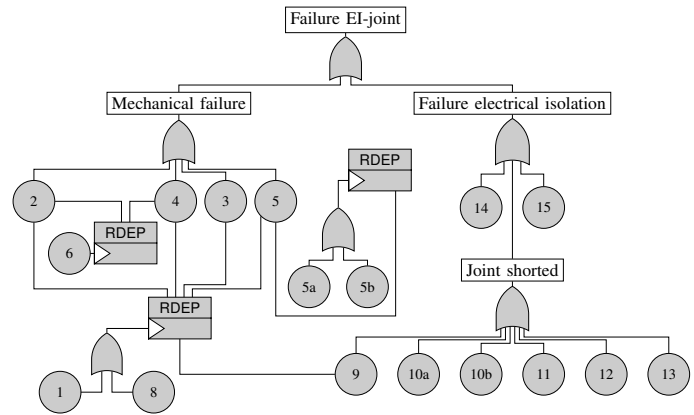 Failure EI-joint
Mechanical failure
Failure electrical isolation
RDEP
2
4
3
5
14
15
RDEP
6
Joint shorted
5a
5b
RDEP
9
10a
10b
11
12
13
1
8